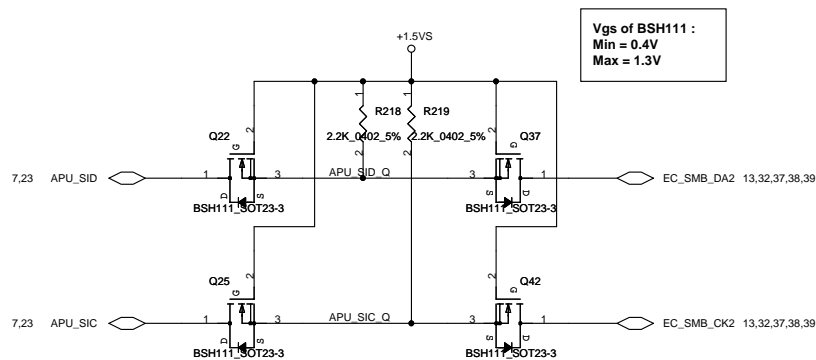 Vgs of BSH111 :
Min = 0.4V
Max = 1.3V
+1.5VS
1 R218 1 R219
2.2K_0402_5% 2.2K_0402_5%
2 2
Q22 2 G
7,23 APU_SID 1 D S 3 APU_SID_Q
BSH111_SOT23-3
Q37 2 G
3 S D 1 EC_SMB_DA2 13,32,37,38,39
BSH111_SOT23-3
Q25 2 G
7,23 APU_SIC 1 D S 3 APU_SIC_Q
BSH111_SOT23-3
Q42 2 G
3 S D 1 EC_SMB_CK2 13,32,37,38,39
BSH111_SOT23-3